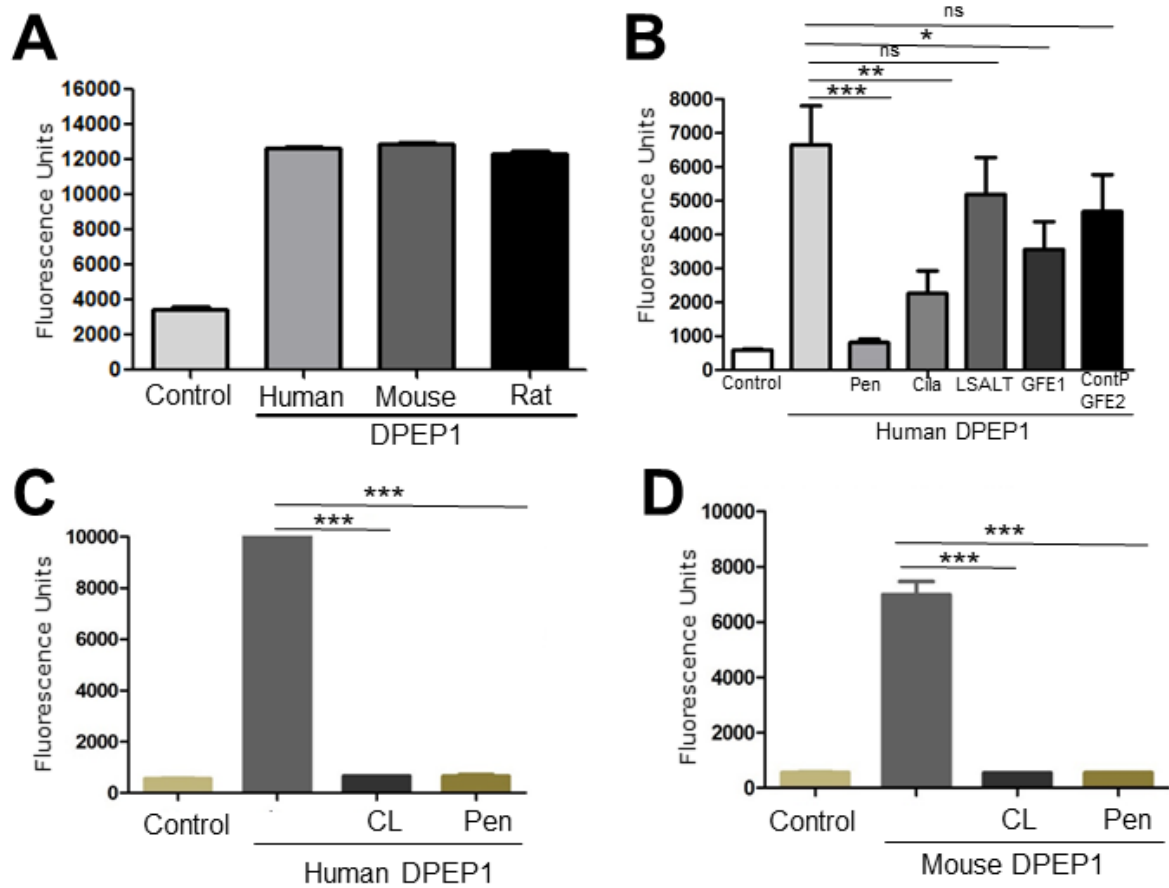 A
Fluorescence Units
16000
14000
12000
10000
8000
6000
4000
2000
0
Control
Human
Mouse
Rat
DPEP1
B
ns
*
ns
**
***
Fluorescence Units
8000
7000
6000
5000
4000
3000
2000
1000
0
Control
Pen
Cila
LSALT
GFE1
ContP
GFE2
Human DPEP1
C
***
***
Fluorescence Units
10000
8000
6000
4000
2000
0
Control
CL
Pen
Human DPEP1
D
***
***
Fluorescence Units
10000
8000
6000
4000
2000
0
Control
CL
Pen
Mouse DPEP1